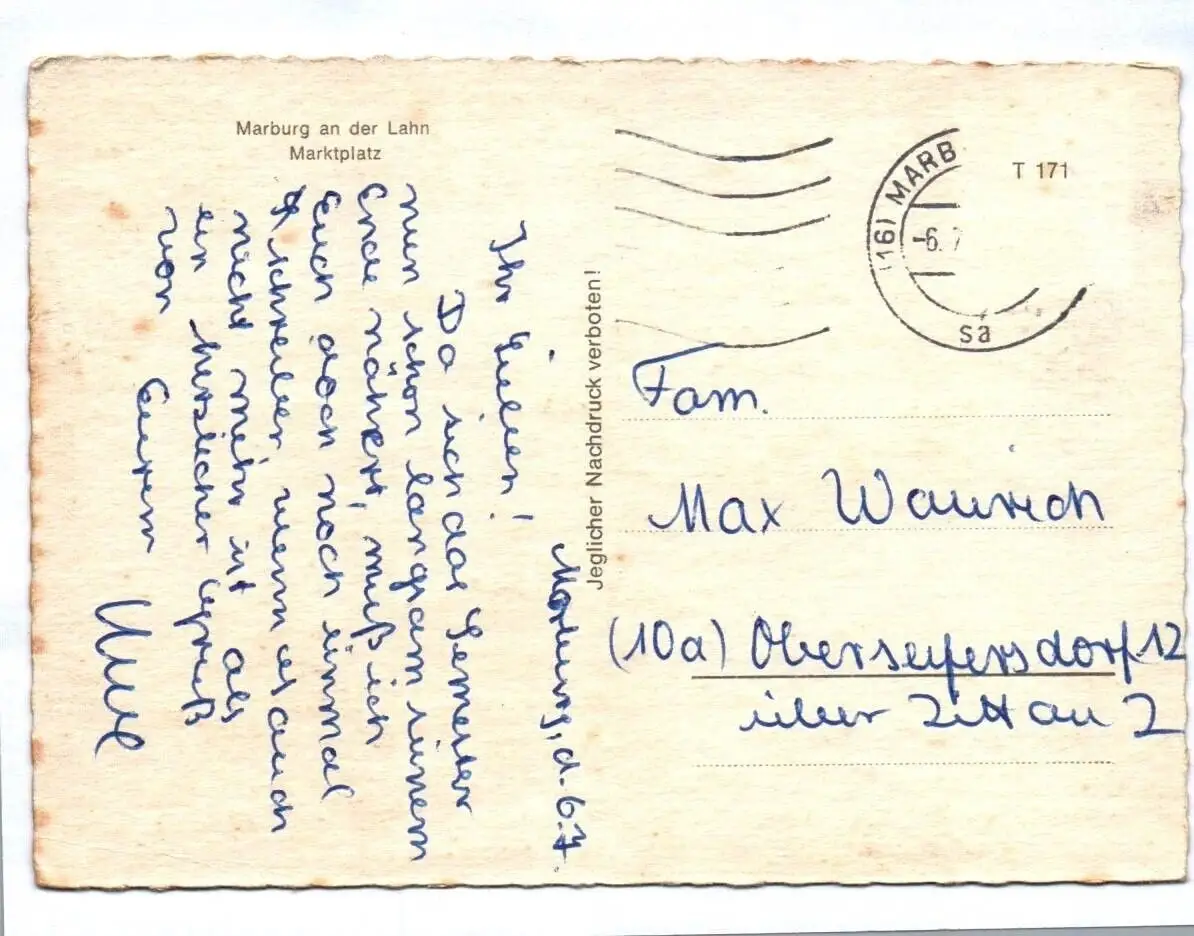 Marburg an der Lahn
Marktplatz
Marburg, d. 6.7.
Ihr Lieben!
Da sich das Semester
nun schon langsam seinem
Ende nähert, muß ich
Euch doch noch einmal
schreiben, wenn es auch
nicht mehr ist als
ein herzlicher Gruß
von Eurem
Jeglicher Nachdruck verboten!
(16) MARB
-6. 7
sa
T 171
Fam.
Max
(10a) Oberseifersdorf 12
über Zittau 2